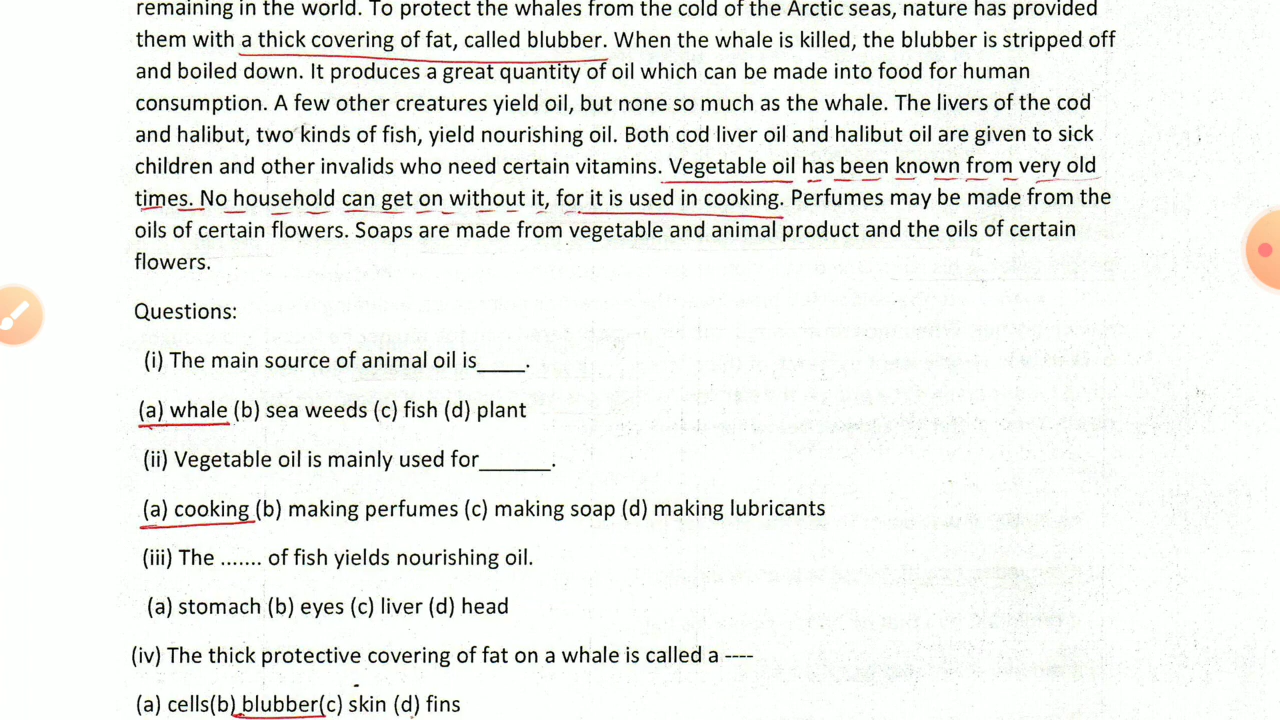 remaining in the world. To protect the whales from the cold of the Arctic seas, nature has provided
them with a thick covering of fat, called blubber. When the whale is killed, the blubber is stripped off
and boiled down. It produces a great quantity of oil which can be made into food for human
consumption. A few other creatures yield oil, but none so much as the whale. The livers of the cod
and halibut, two kinds of fish, yield nourishing oil. Both cod liver oil and halibut oil are given to sick
children and other invalids who need certain vitamins. Vegetable oil has been known from very old
times. No household can get on without it, for it is used in cooking. Perfumes may be made from the
oils of certain flowers. Soaps are made from vegetable and animal product and the oils of certain
flowers.
Questions:
(i) The main source of animal oil is____.
(a) whale (b) sea weeds (c) fish (d) plant
(ii) Vegetable oil is mainly used for______.
(a) cooking (b) making perfumes (c) making soap (d) making lubricants
(iii) The ....... of fish yields nourishing oil.
(a) stomach (b) eyes (c) liver (d) head
(iv) The thick protective covering of fat on a whale is called a ----
(a) cells(b) blubber(c) skin (d) fins